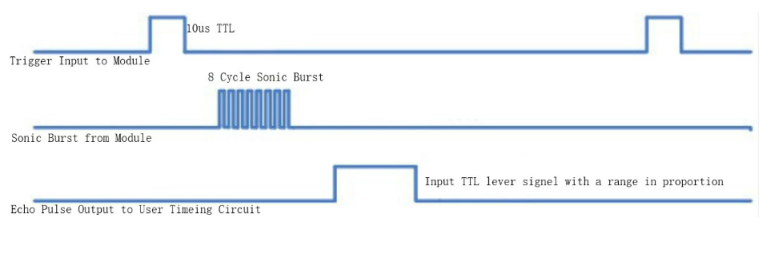 10us TTL
Trigger Input to Module
8 Cycle Sonic Burst
Sonic Burst from Module
Input TTL lever signel with a range in proportion
Echo Pulse Output to User Timeing Circuit